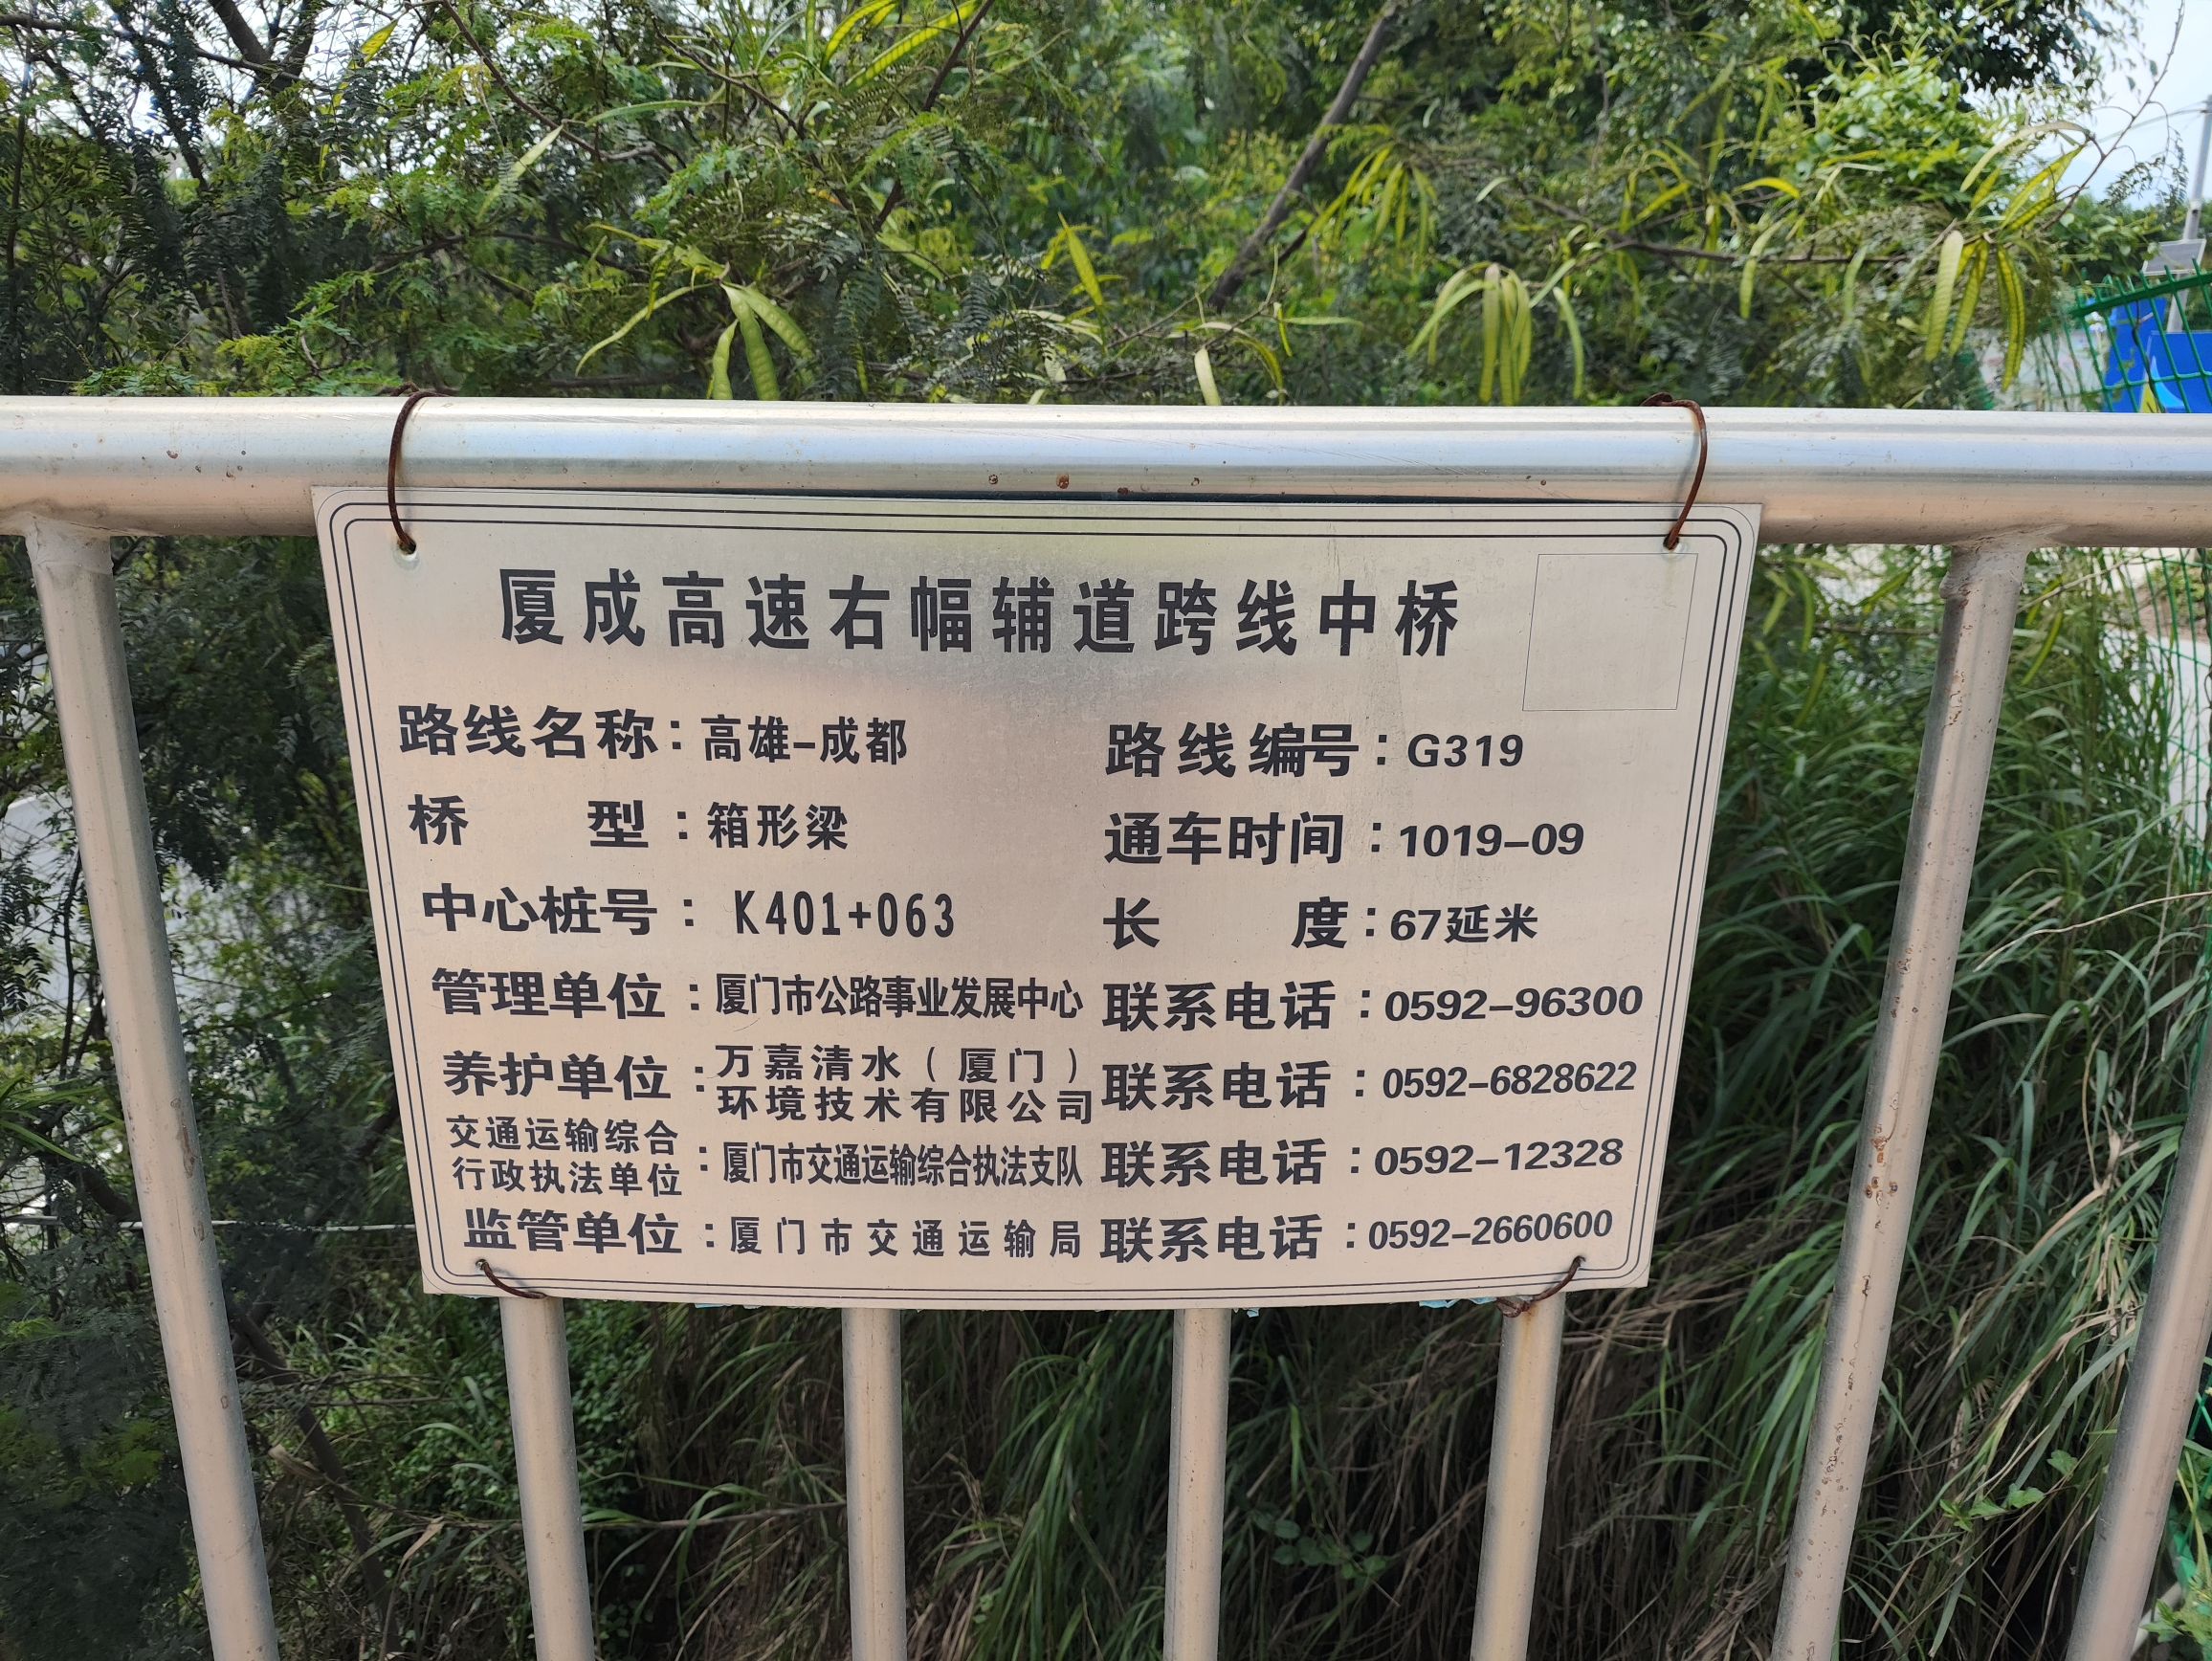 厦成高速右幅辅道跨线中桥
路线名称：高雄-成都 路线编号：G319
桥 型：箱形梁 通车时间：1019-09
中心桩号：K401+063 长 度：67延米
管理单位：厦门市公路事业发展中心 联系电话：0592-96300
养护单位：万嘉清水（厦门）
环境技术有限公司 联系电话：0592-6828622
交通运输综合
行政执法单位：厦门市交通运输综合执法支队 联系电话：0592-12328
监管单位：厦门市交通运输局 联系电话：0592-2660600